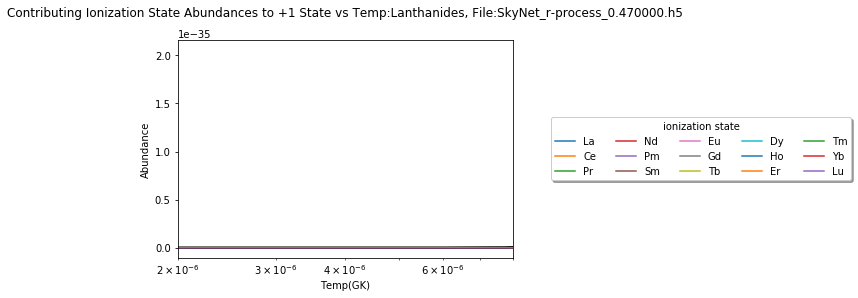 Contributing Ionization State Abundances to +1 State vs Temp:Lanthanides, File:SkyNet_r-process_0.470000.h5
1e−35
2.0
1.5
1.0
0.5
0.0
Abundance
2 × 10⁻⁶
3 × 10⁻⁶
4 × 10⁻⁶
6 × 10⁻⁶
Temp(GK)
ionization state
La Nd Eu Dy Tm
Ce Pm Gd Ho Yb
Pr Sm Tb Er Lu